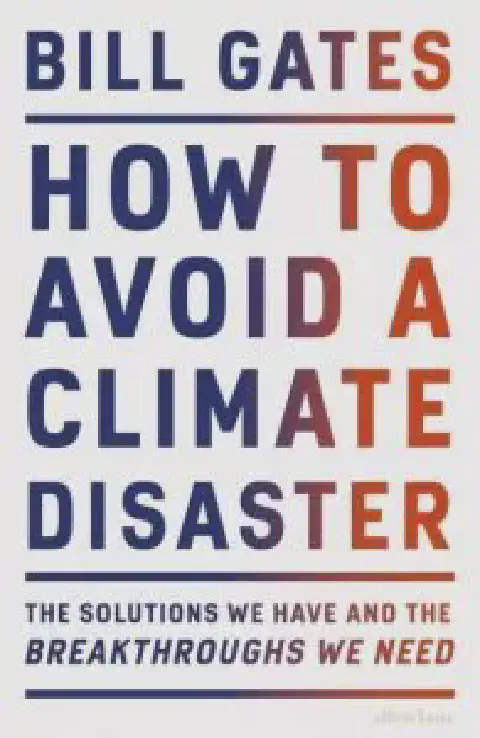 BILL GATES
HOW TO
AVOID A
CLIMATE
DISASTER
THE SOLUTIONS WE HAVE AND THE
BREAKTHROUGHS WE NEED